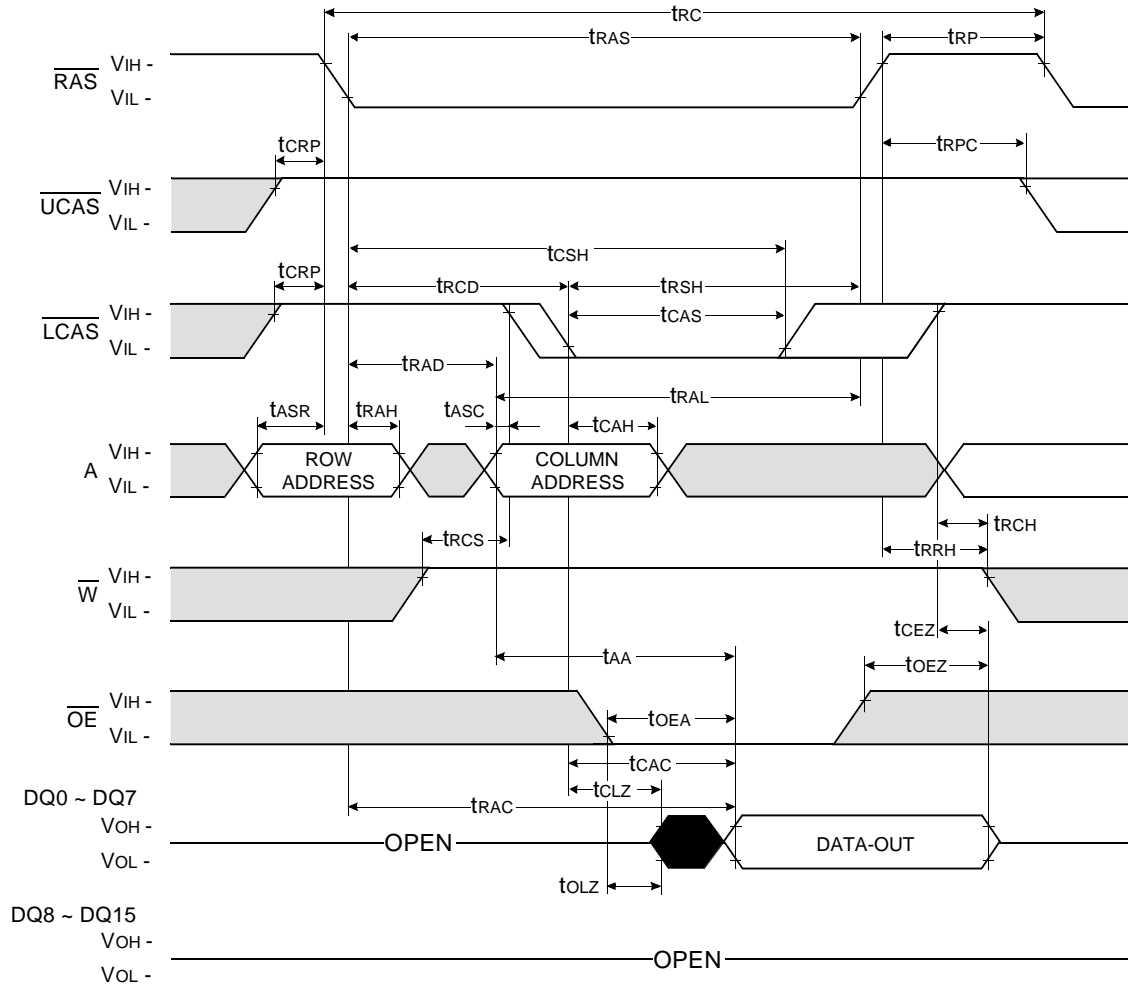 tRC
tRAS
tRP
RAS
VIH -
VIL -
tCRP
tRPC
UCAS
VIH -
VIL -
tCSH
tCRP
tRCD
tRSH
LCAS
VIH -
VIL -
tCAS
tRAD
tRAL
tASR
tRAH
tASC
tCAH
A
VIH -
VIL -
ROW
ADDRESS
COLUMN
ADDRESS
tRCS
tRCH
tRRH
W
VIH -
VIL -
tCEZ
tAA
tOEZ
OE
VIH -
VIL -
tOEA
tCAC
tCLZ
DQ0 ~ DQ7
tRAC
VOH -
VOL -
OPEN
DATA-OUT
tOLZ
DQ8 ~ DQ15
VOH -
VOL -
OPEN